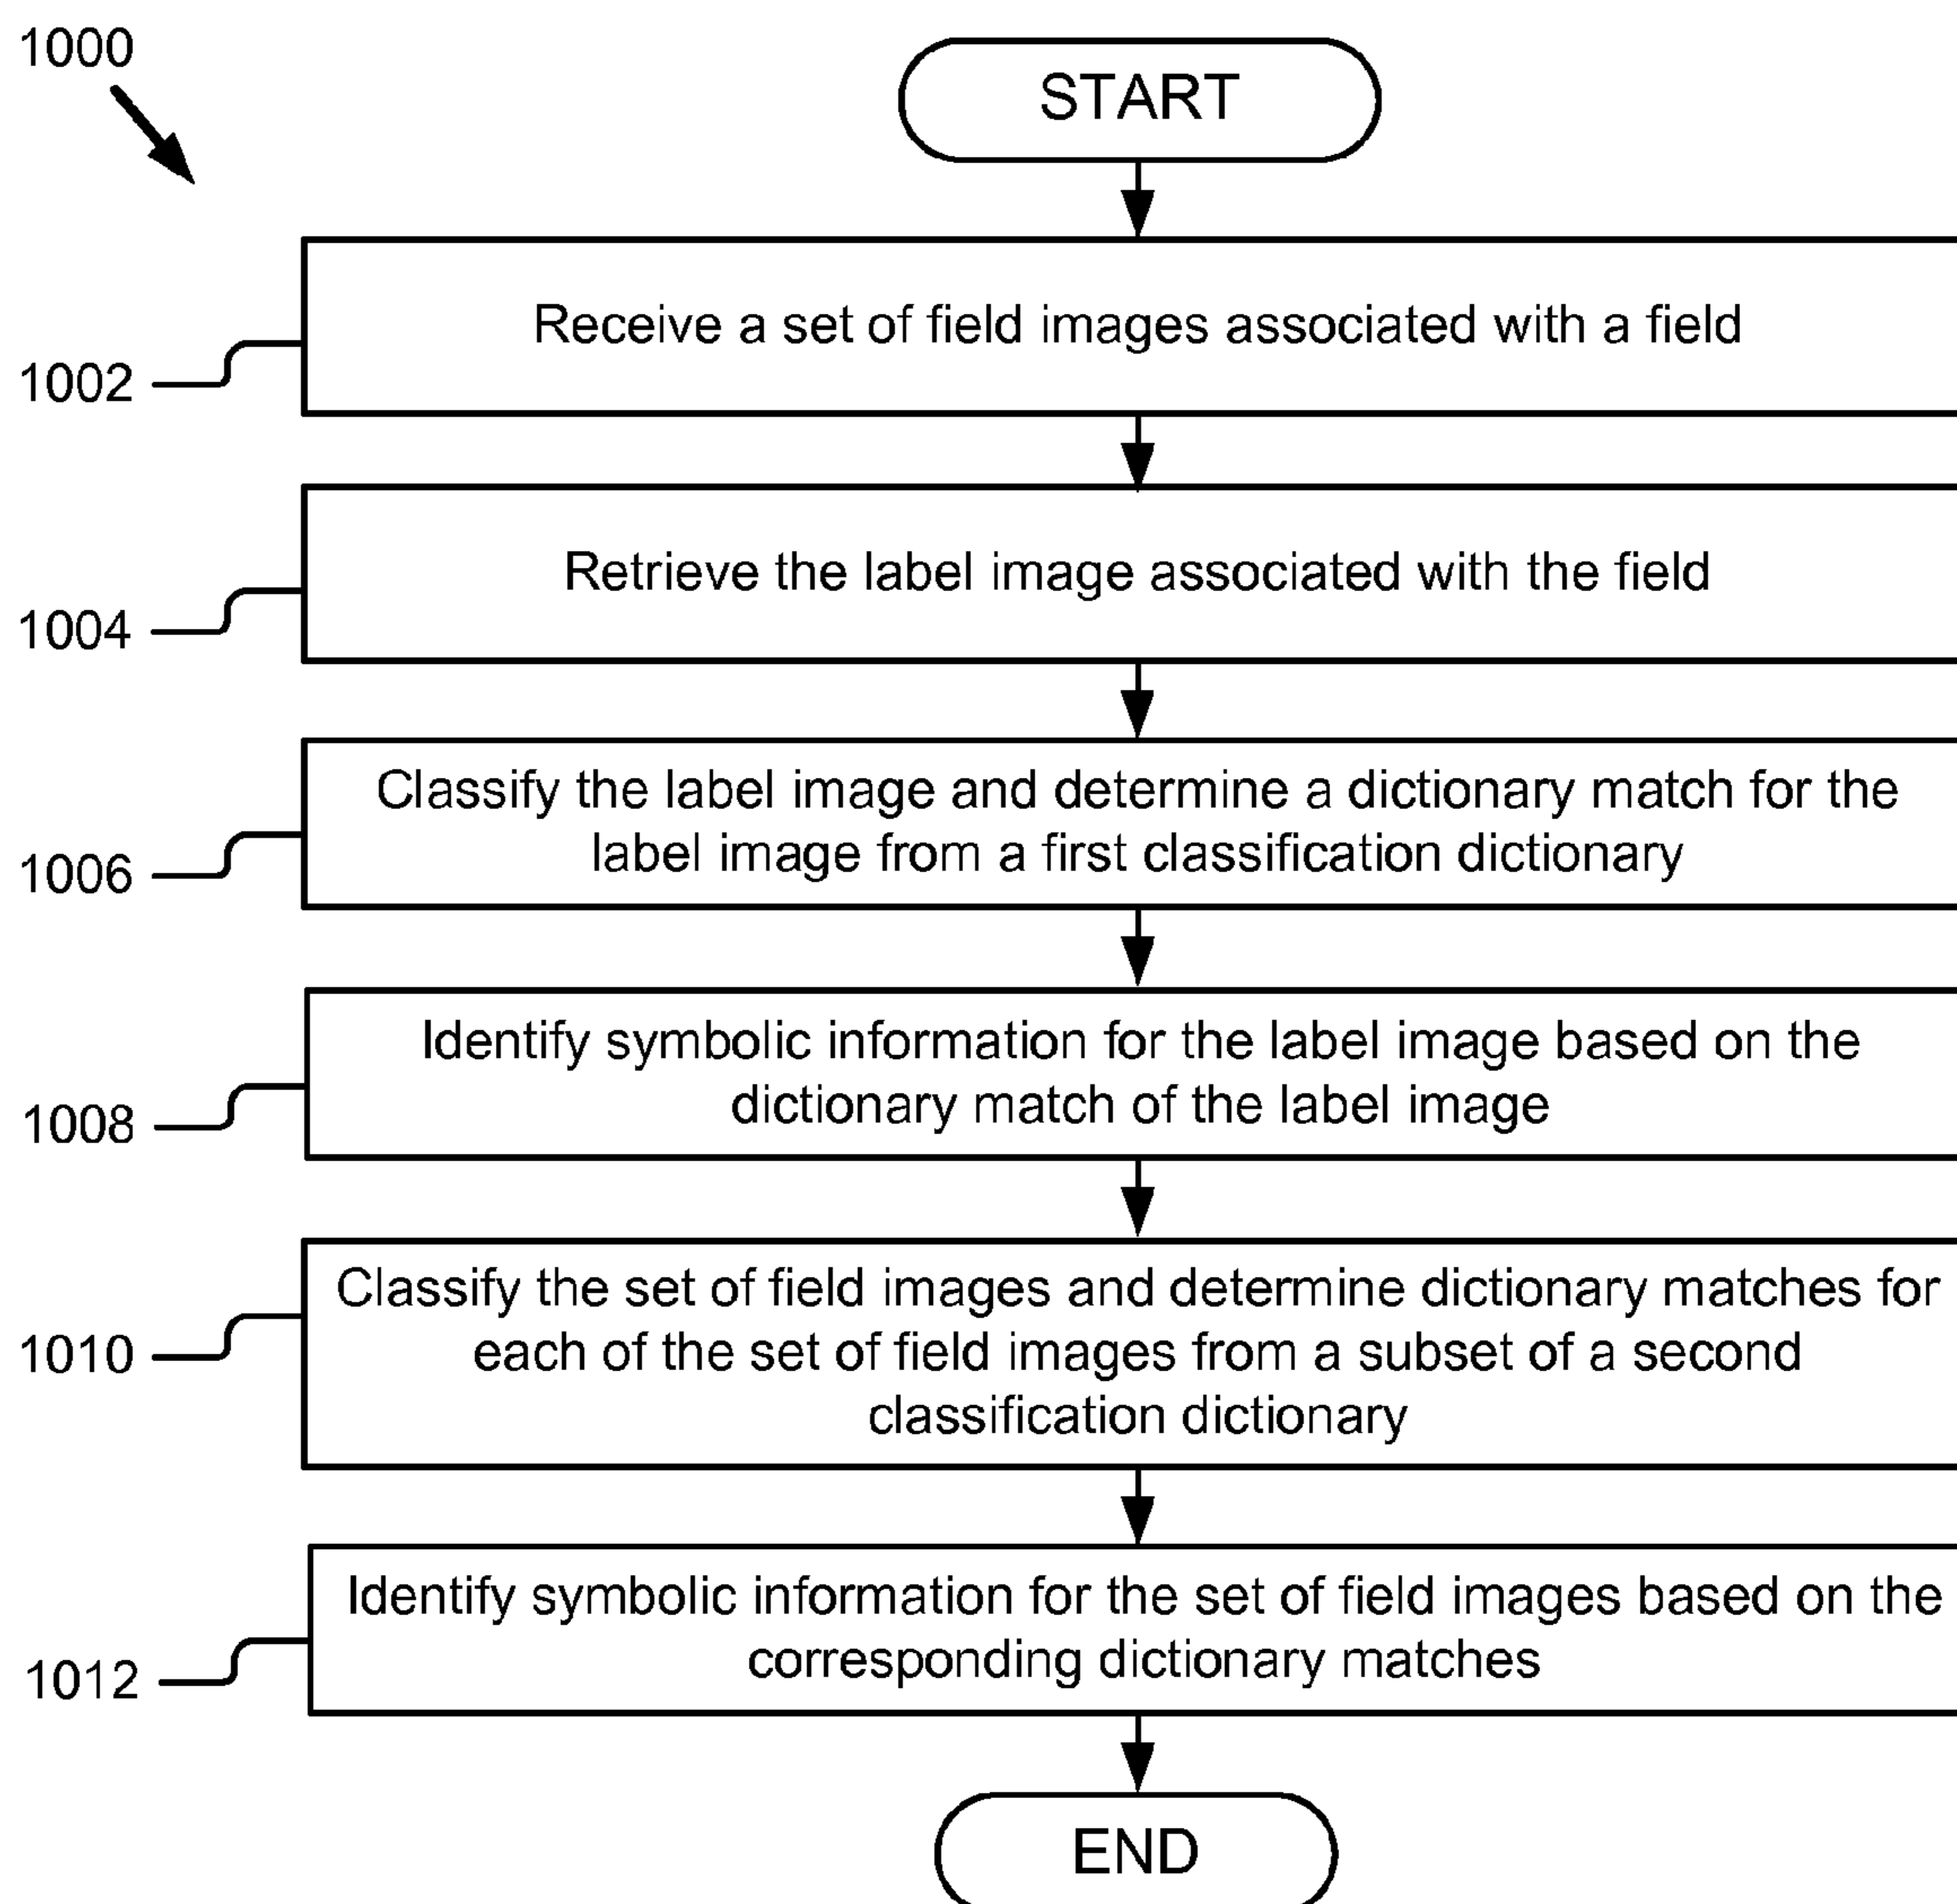 1000
START
Receive a set of field images associated with a field
1002
Retrieve the label image associated with the field
1004
Classify the label image and determine a dictionary match for the
label image from a first classification dictionary
1006
Identify symbolic information for the label image based on the
dictionary match of the label image
1008
Classify the set of field images and determine dictionary matches for
each of the set of field images from a subset of a second
classification dictionary
1010
Identify symbolic information for the set of field images based on the
corresponding dictionary matches
1012
END